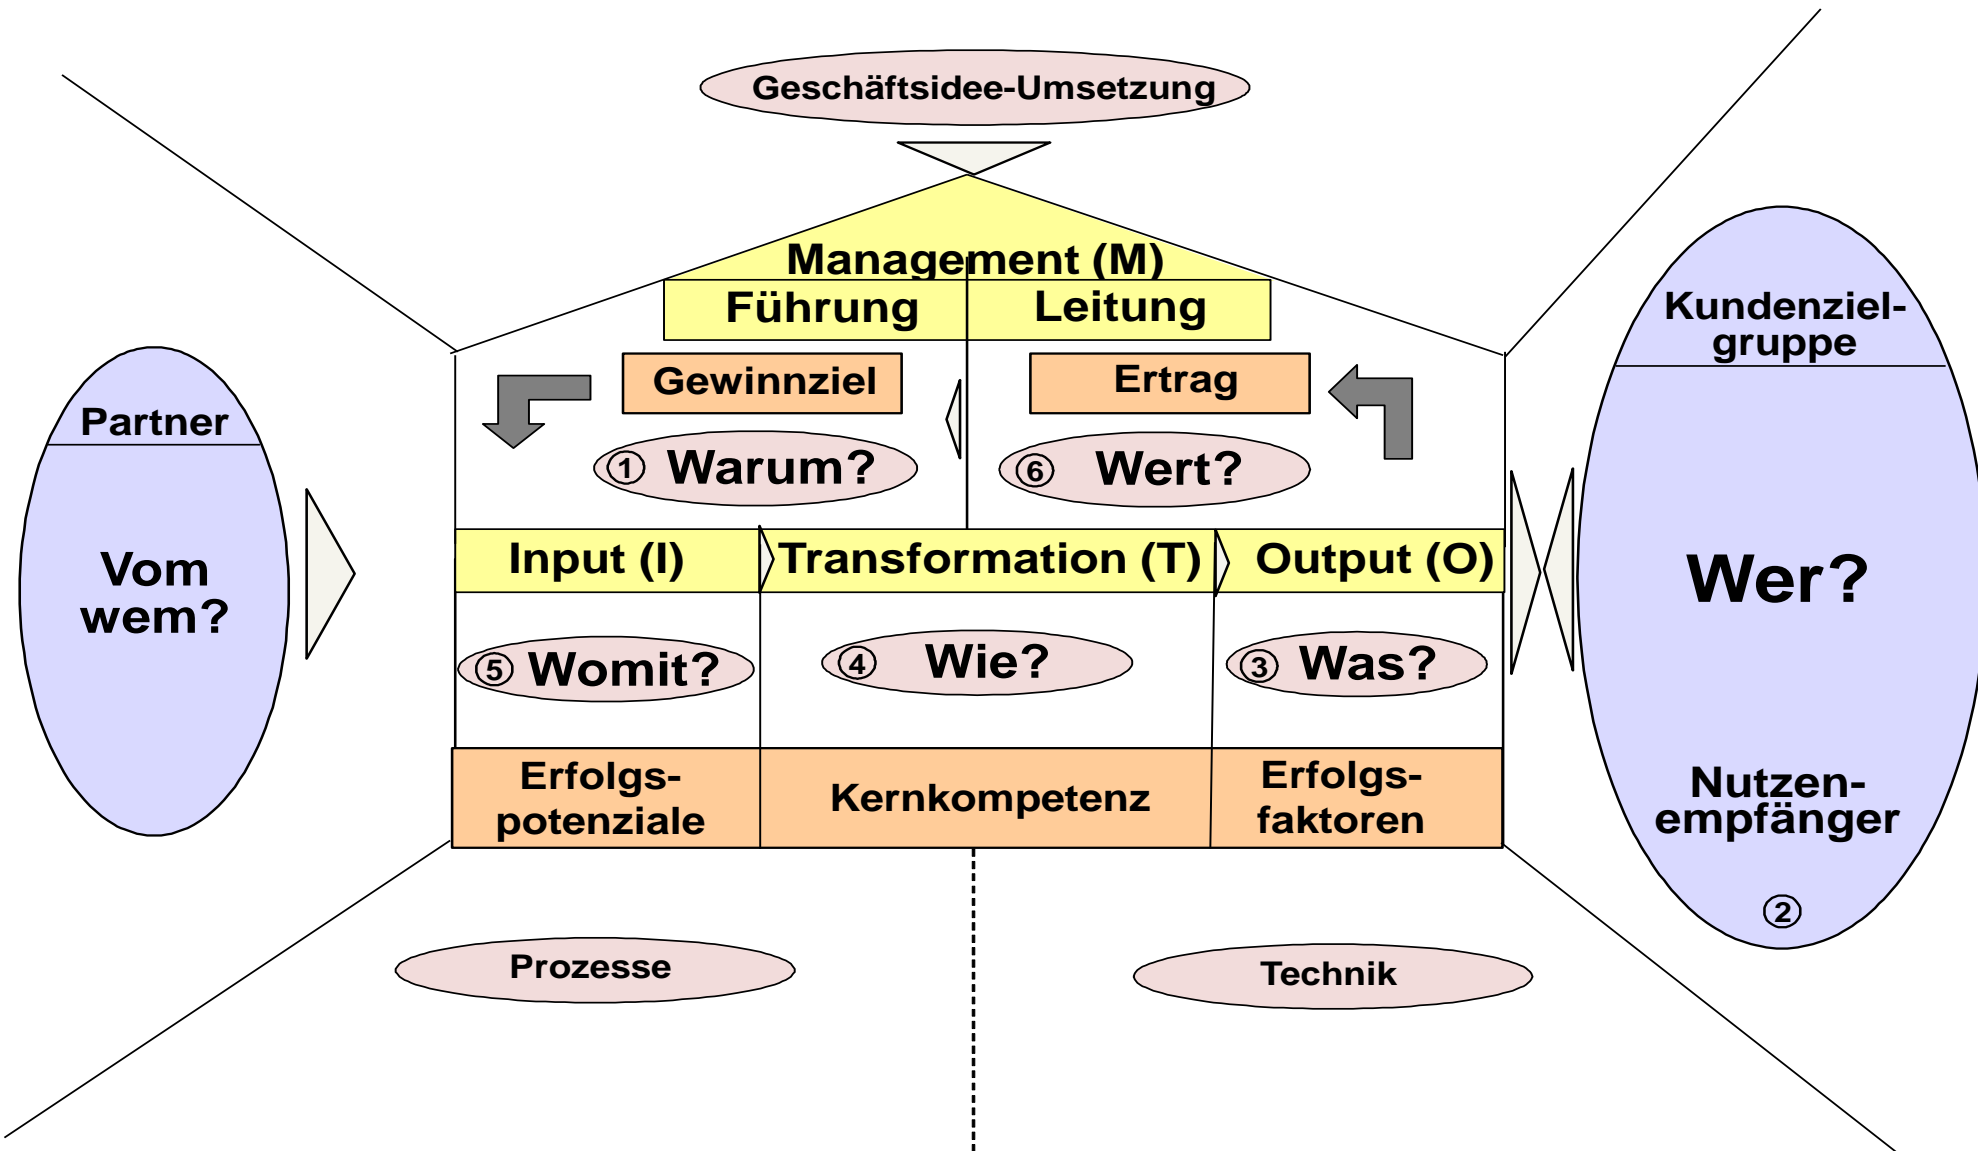 Geschäftsidee-Umsetzung
Management (M)
Führung
Leitung
Gewinnziel
Ertrag
① Warum?
⑥ Wert?
Partner
Vom
wem?
Input (I)
Transformation (T)
Output (O)
⑤ Womit?
④ Wie?
③ Was?
Erfolgs-
potenziale
Kernkompetenz
Erfolgs-
faktoren
Kundenziel-
gruppe
Wer?
Nutzen-
empfänger
②
Prozesse
Technik